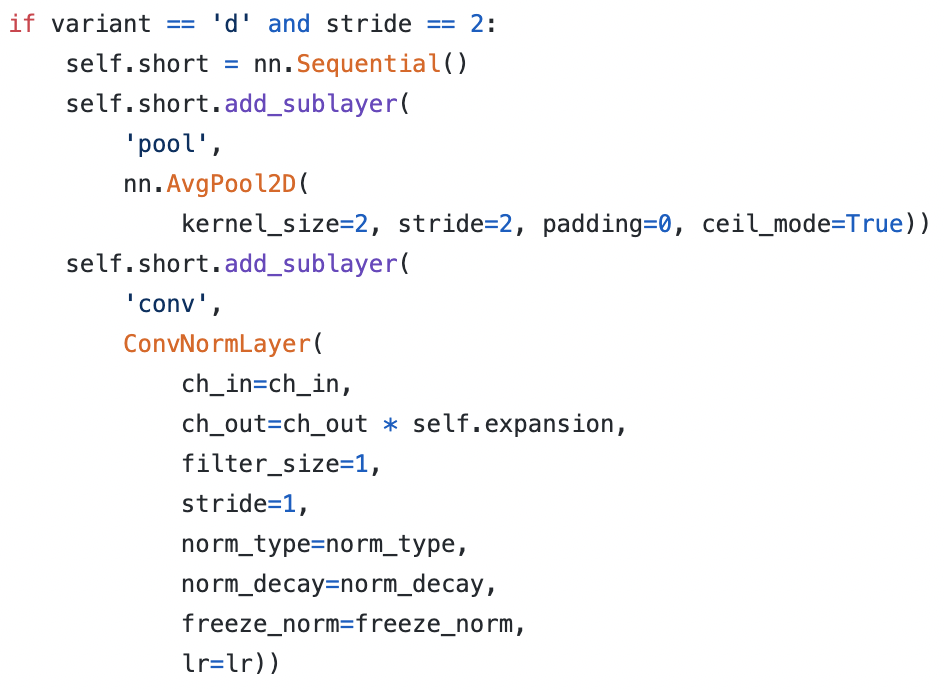 if variant == 'd' and stride == 2:
    self.short = nn.Sequential()
    self.short.add_sublayer(
        'pool',
        nn.AvgPool2D(
            kernel_size=2, stride=2, padding=0, ceil_mode=True))
    self.short.add_sublayer(
        'conv',
        ConvNormLayer(
            ch_in=ch_in,
            ch_out=ch_out * self.expansion,
            filter_size=1,
            stride=1,
            norm_type=norm_type,
            norm_decay=norm_decay,
            freeze_norm=freeze_norm,
            lr=lr))